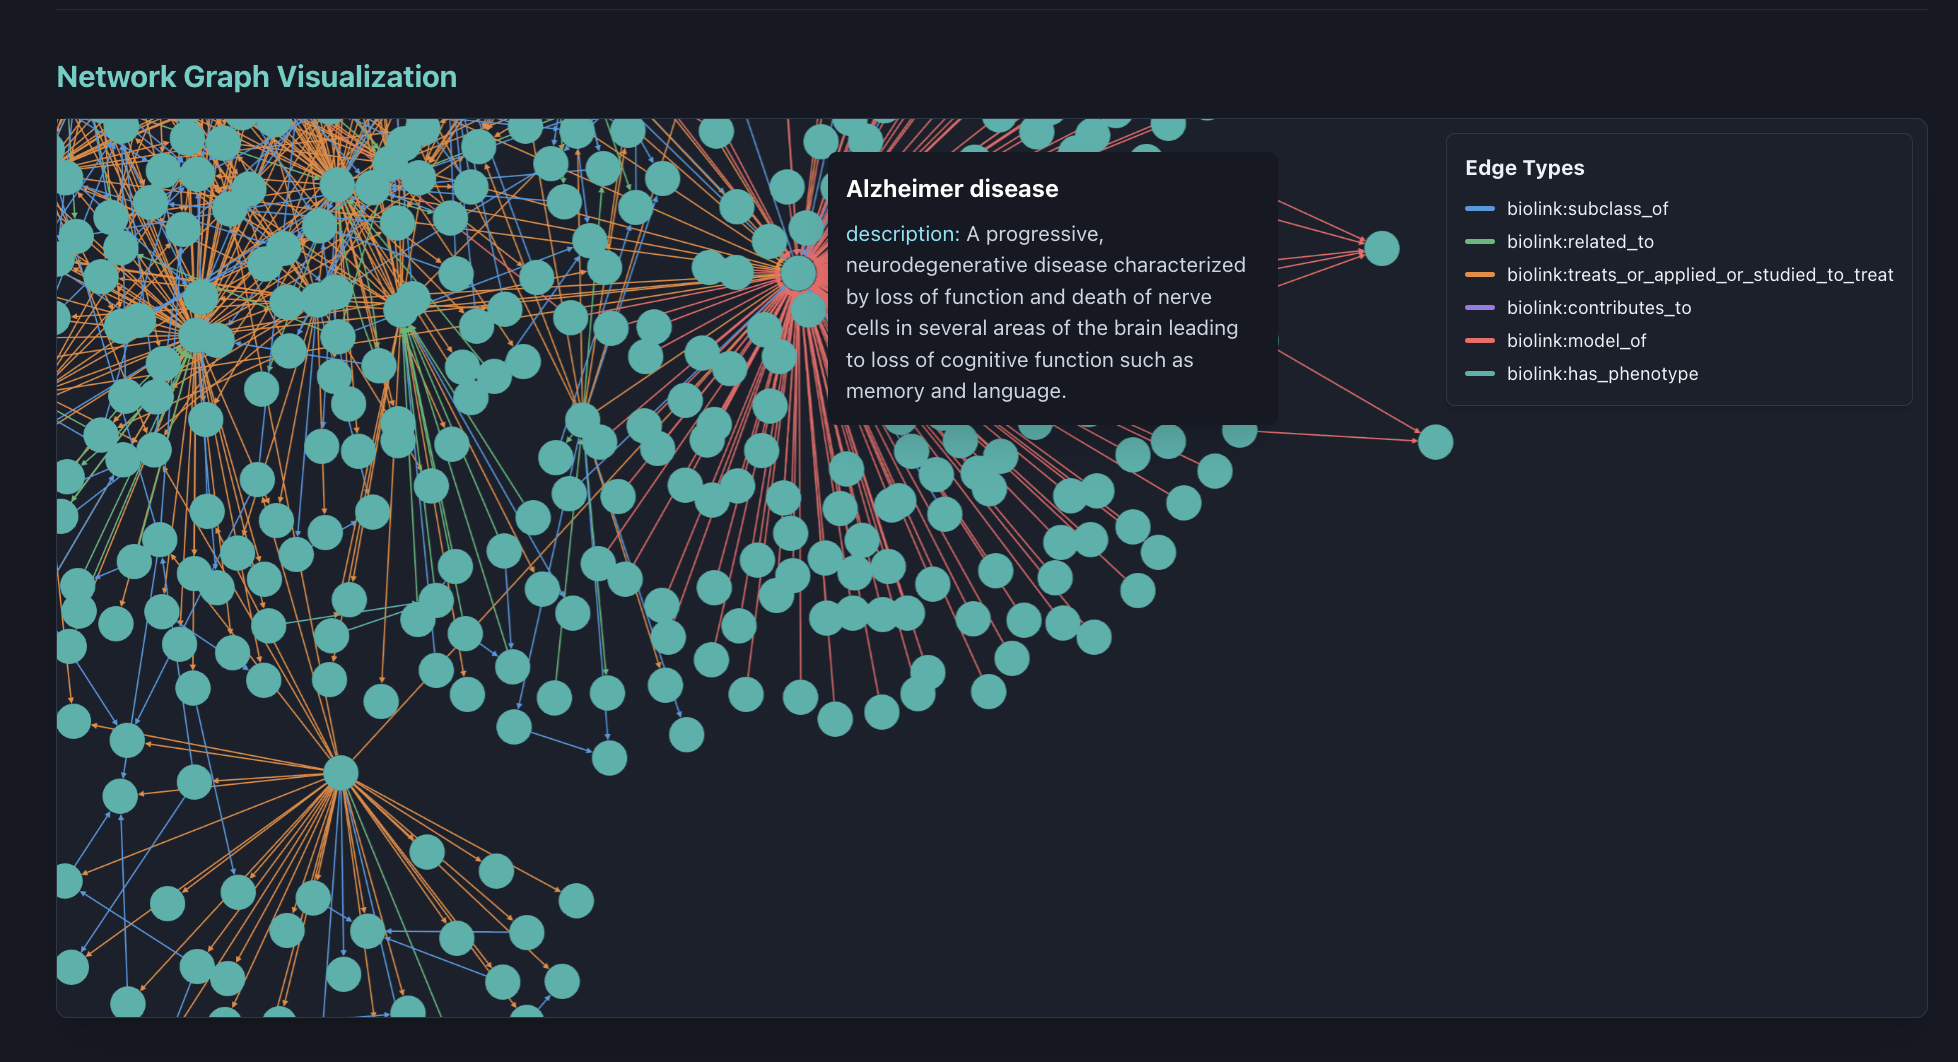 Network Graph Visualization
Alzheimer disease
description: A progressive,
neurodegenerative disease characterized
by loss of function and death of nerve
cells in several areas of the brain leading
to loss of cognitive function such as
memory and language.
Edge Types
biolink:subclass_of
biolink:related_to
biolink:treats_or_applied_or_studied_to_treat
biolink:contributes_to
biolink:model_of
biolink:has_phenotype